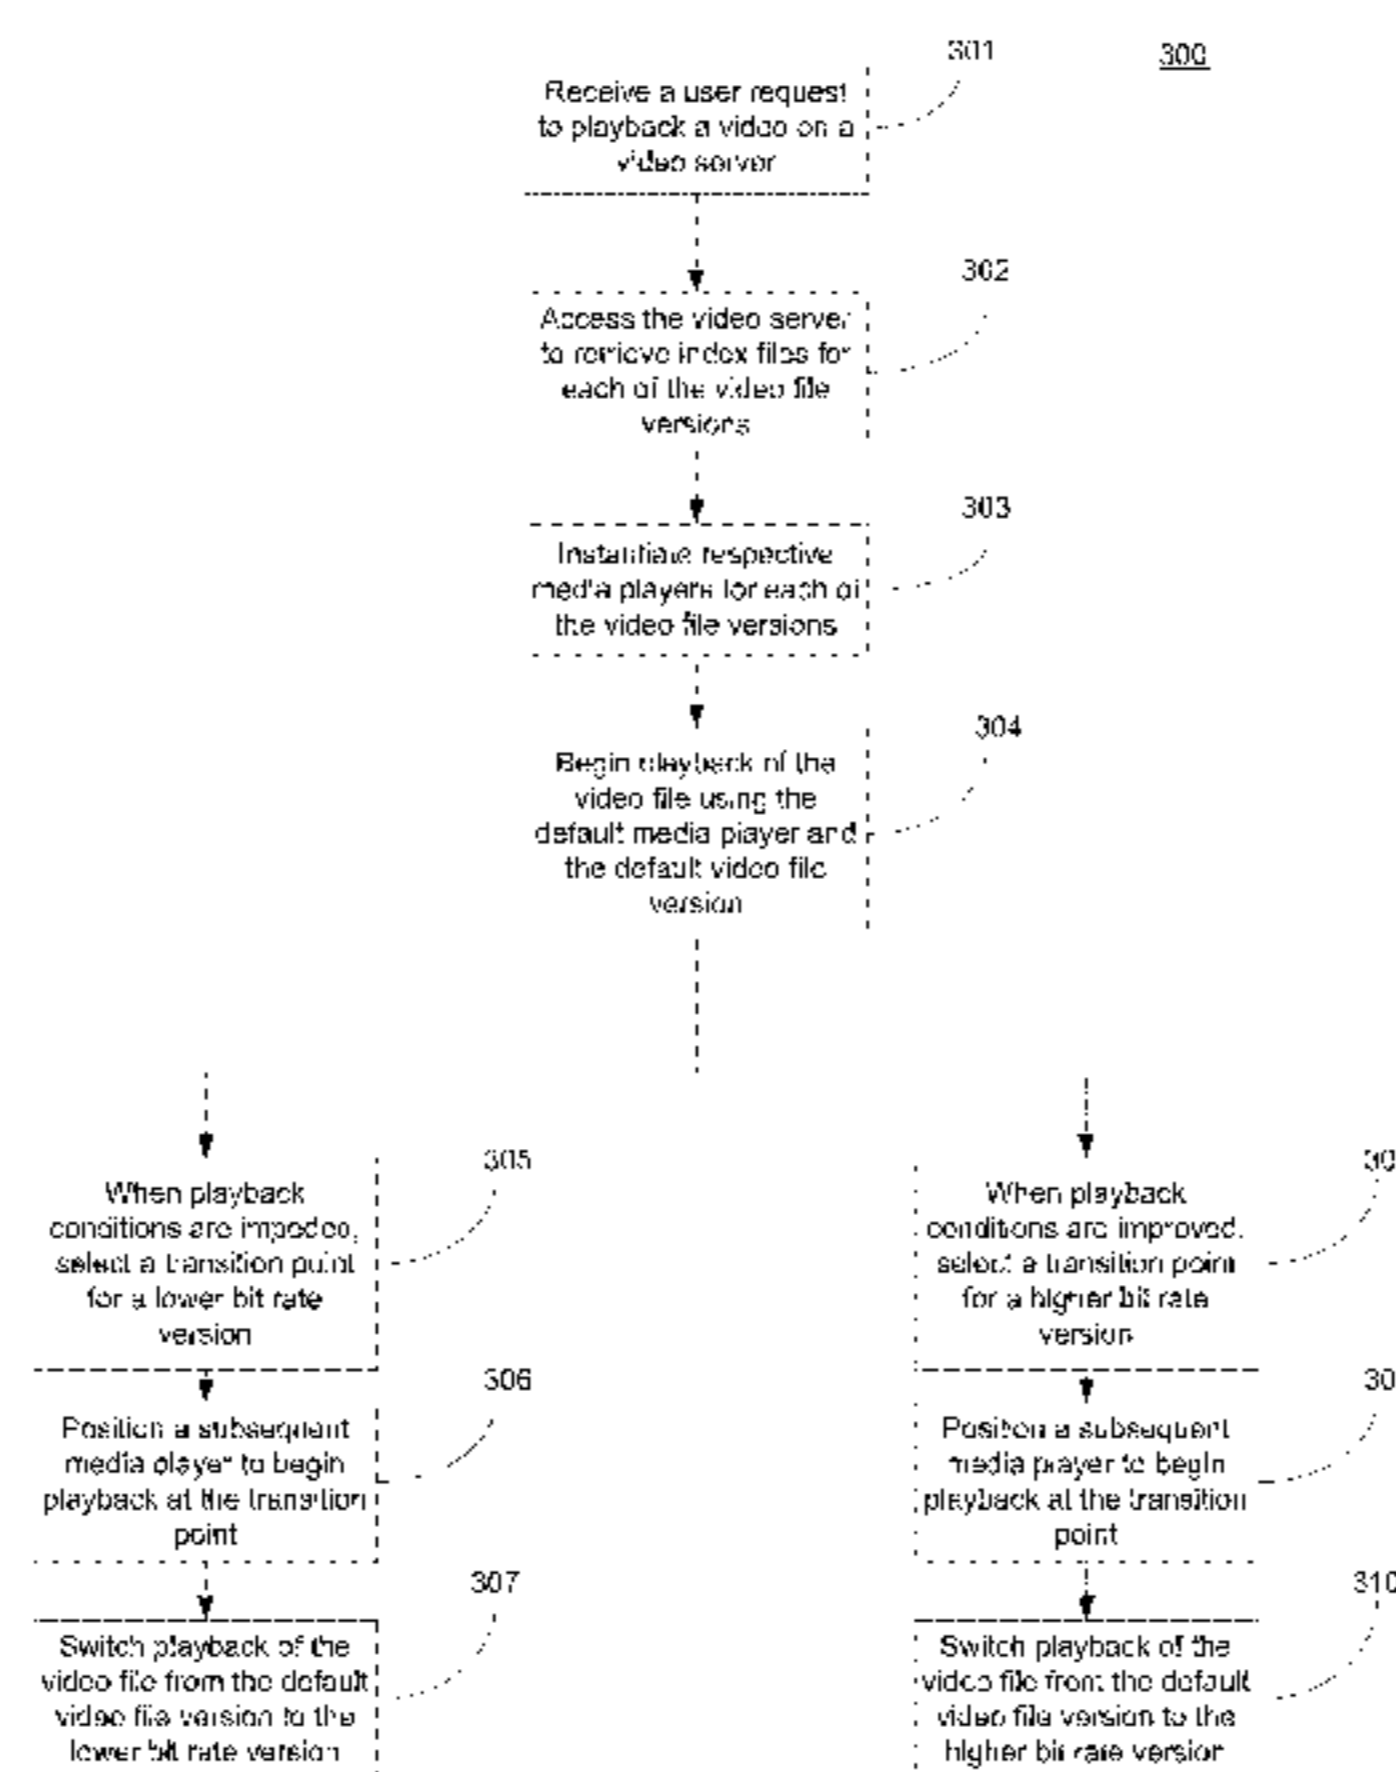 301
300
Receive a user request
to playback a video on a
video server
302
Access the video server
to retrieve index files for
each of the video file
versions
303
Instantiate respective
media players for each of
the video file versions
304
Begin playback of the
video file using the
default media player and
the default video file
version
305
When playback
conditions are impeded,
select a transition point
for a lower bit rate
version
30
When playback
conditions are improved,
select a transition point
for a higher bit rate
version
306
Position a subsequent
media player to begin
playback at the transition
point
30
Position a subsequent
media player to begin
playback at the transition
point
307
Switch playback of the
video file from the default
video file version to the
lower bit rate version
310
Switch playback of the
video file from the default
video file version to the
higher bit rate version